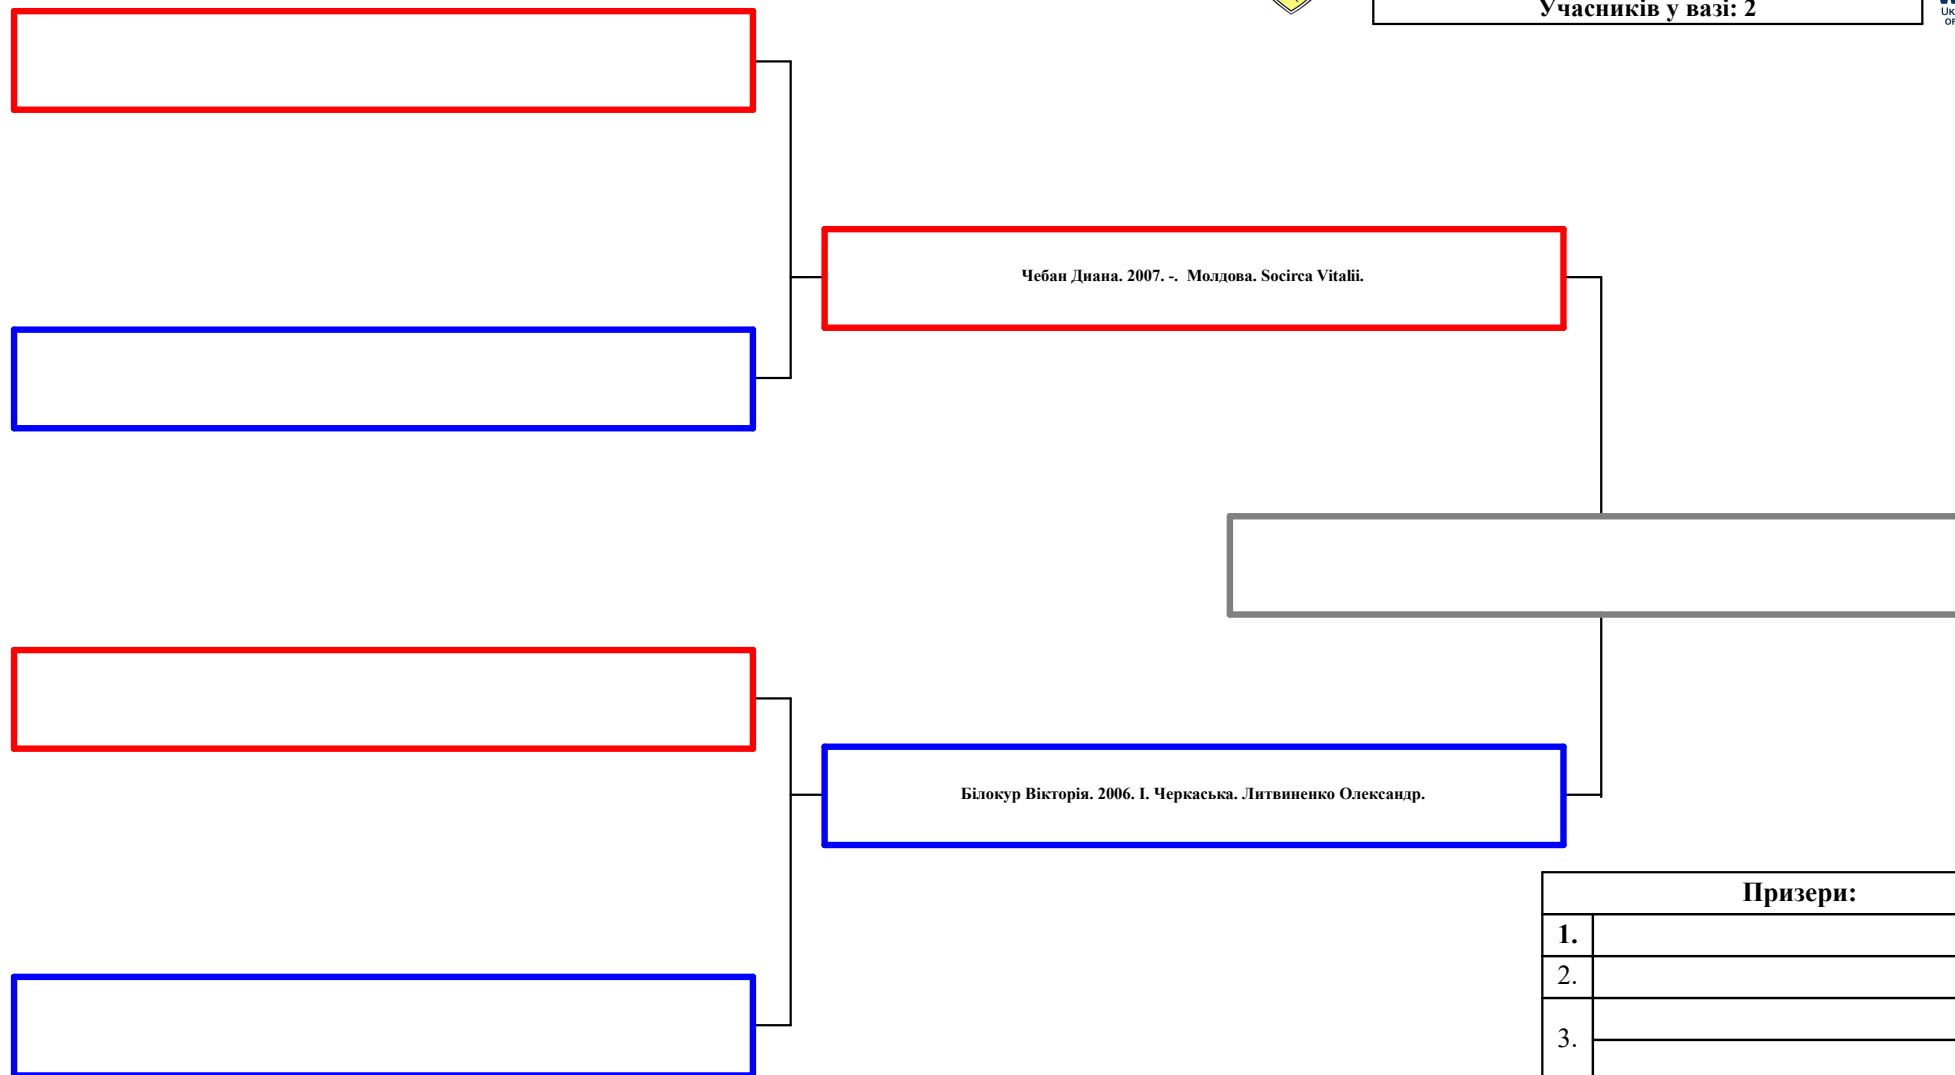 Учасників у вазі: 2
Чебан Диана. 2007. -.  Молдова. Socirca Vitalii.
Білокур Вікторія. 2006. I. Черкаська. Литвиненко Олександр.
Призери:
1.
2.
3.